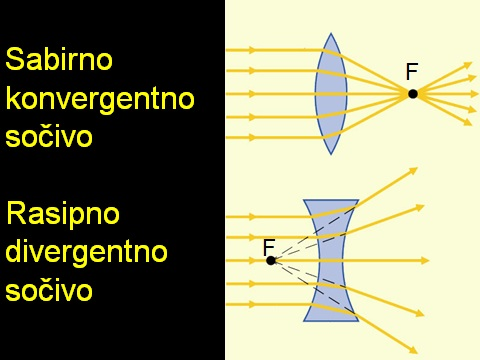 Sabirno
konvergentno
sočivo
Rasipno
divergentno
sočivo
F
F